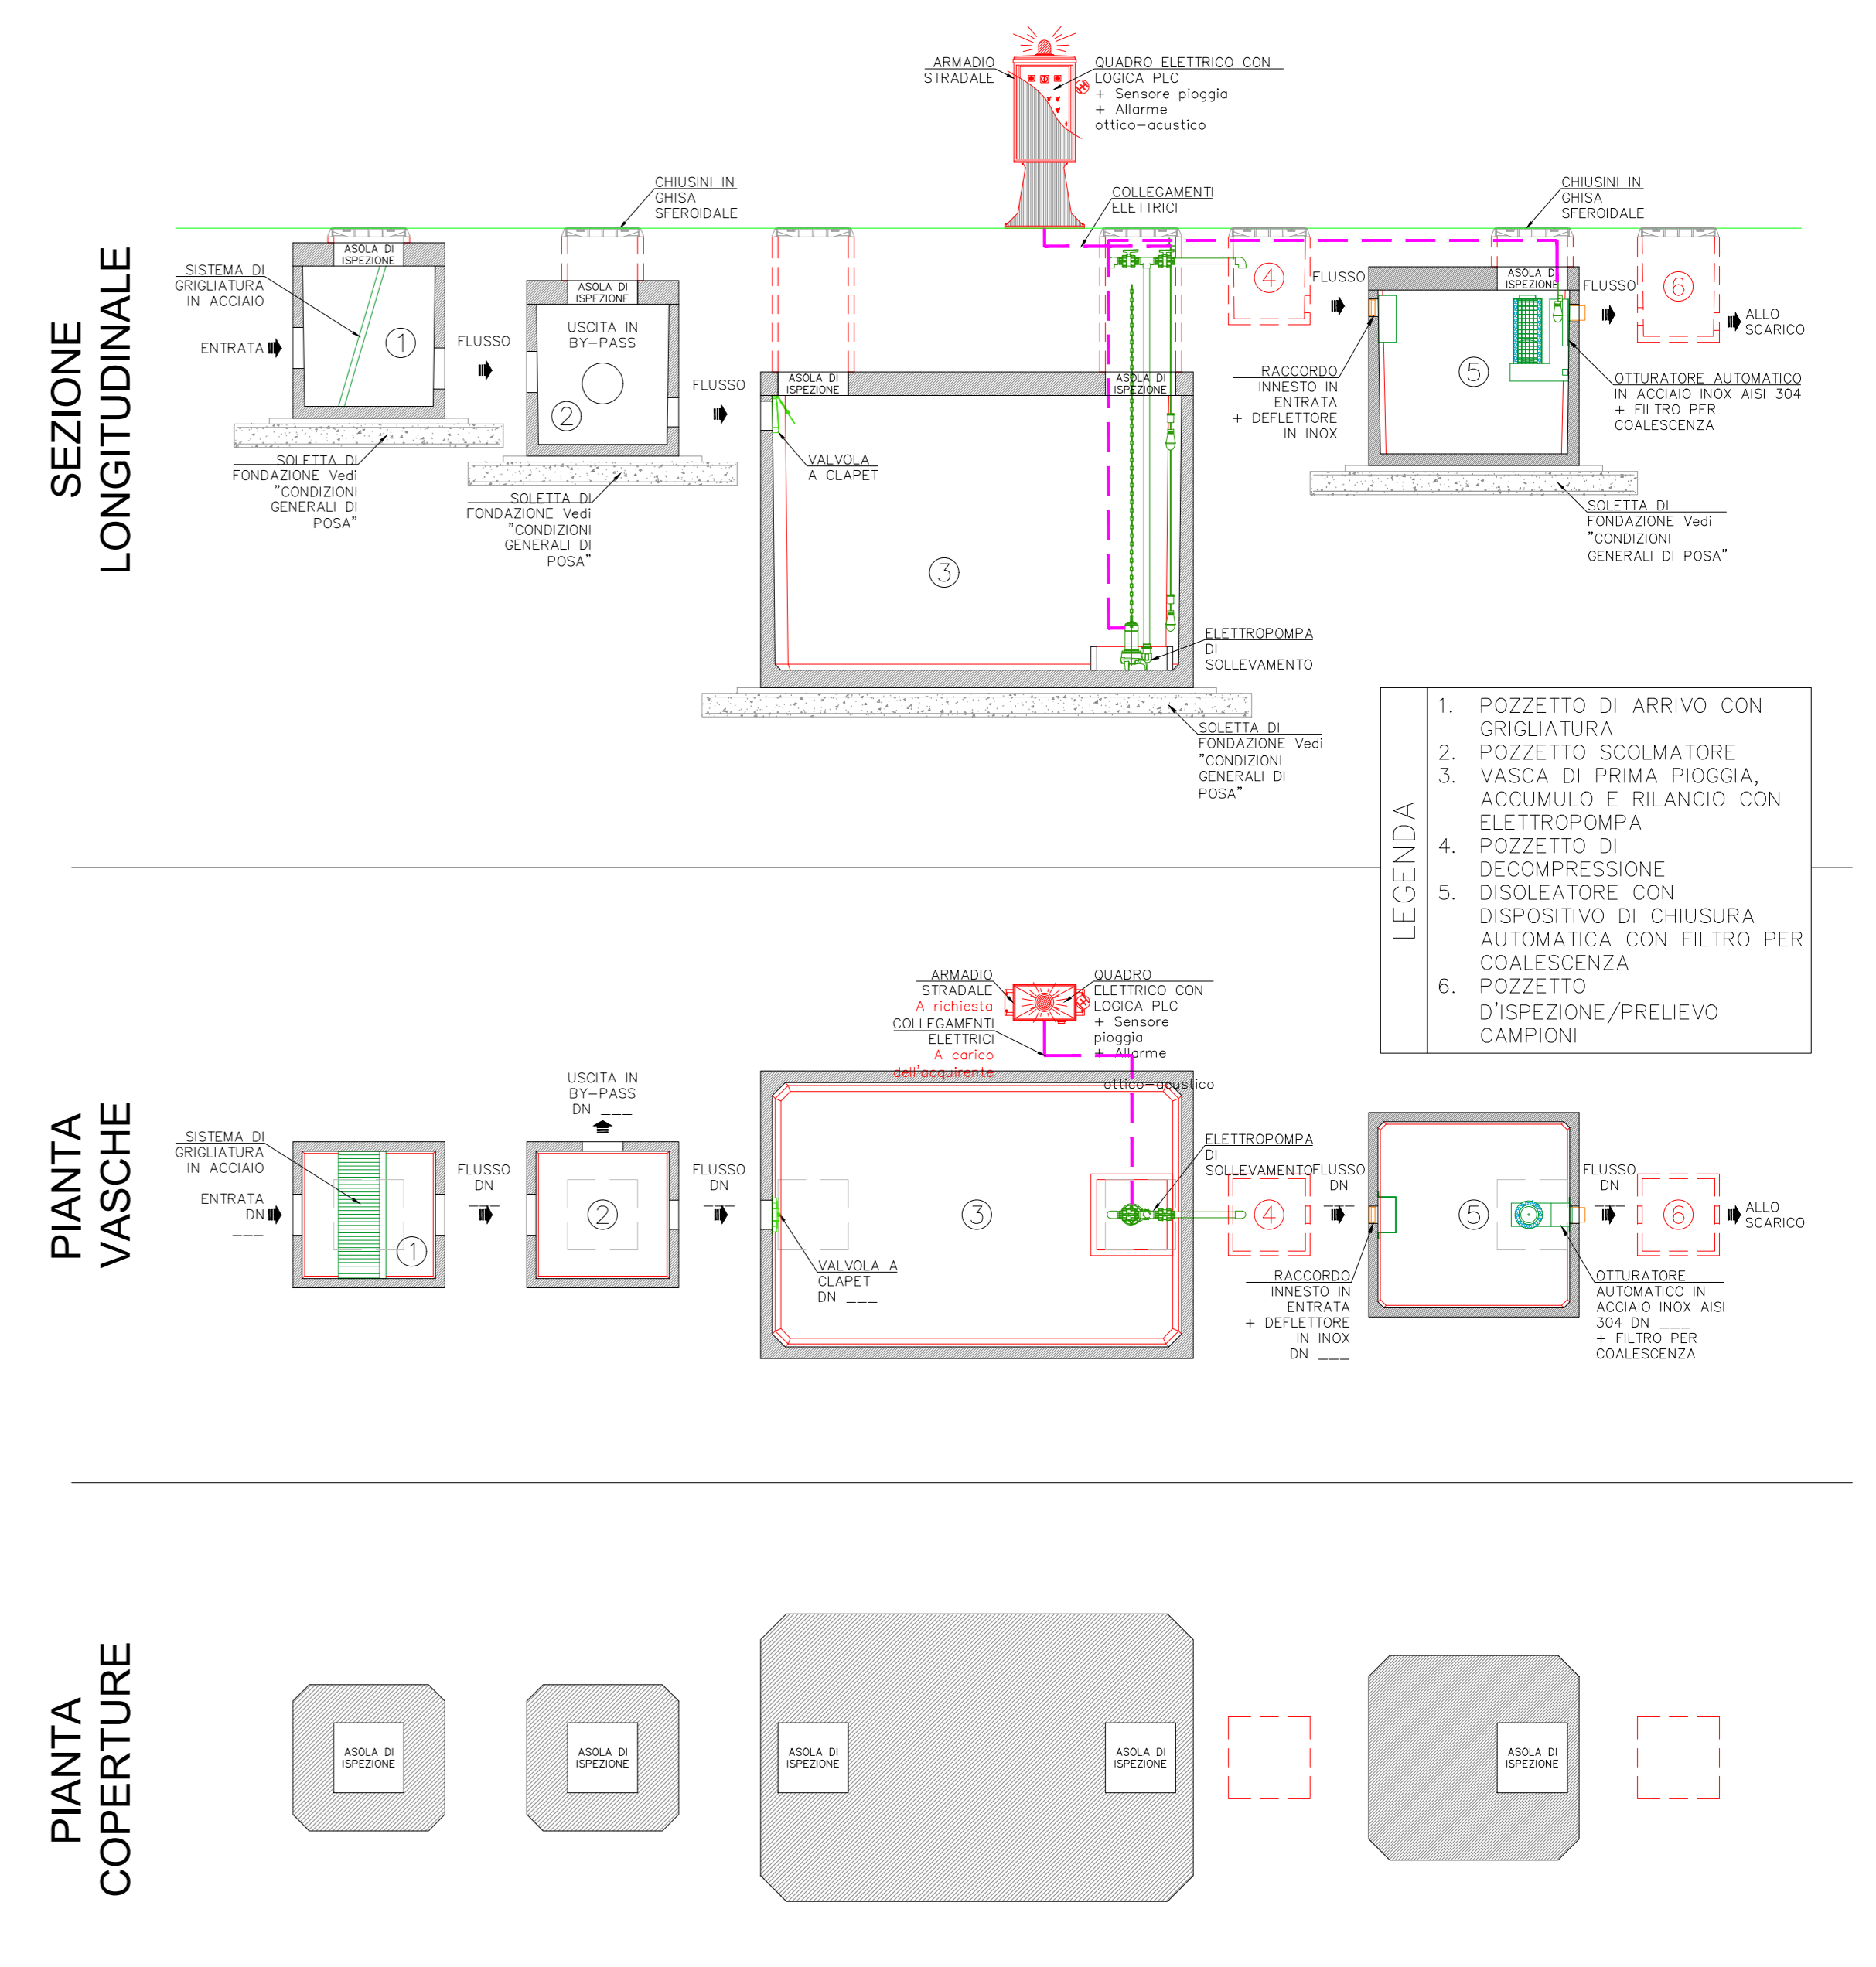 SEZIONE
LONGITUDINALE
ARMADIO
STRADALE
QUADRO ELETTRICO CON
LOGICA PLC
+ Sensore pioggia
+ Allarme
ottico-acustico
CHIUSINI IN
GHISA
SFEROIDALE
COLLEGAMENTI
ELETTRICI
CHIUSINI IN
GHISA
SFEROIDALE
ASOLA DI
ISPEZIONE
SISTEMA DI
GRIGLIATURA
IN ACCIAIO
ENTRATA
1
FLUSSO
ASOLA DI
ISPEZIONE
USCITA IN
BY-PASS
2
FLUSSO
ASOLA DI
ISPEZIONE
ASOLA DI
ISPEZIONE
VALVOLA
A CLAPET
3
ELETTROPOMPA
DI
SOLLEVAMENTO
4
FLUSSO
RACCORDO
INNESTO IN
ENTRATA
+ DEFLETTORE
IN INOX
ASOLA DI
ISPEZIONE
5
FLUSSO
6
ALLO
SCARICO
OTTURATORE AUTOMATICO
IN ACCIAIO INOX AISI 304
+ FILTRO PER
COALESCENZA
SOLETTA DI
FONDAZIONE Vedi
"CONDIZIONI
GENERALI DI
POSA"
SOLETTA DI
FONDAZIONE Vedi
"CONDIZIONI
GENERALI DI
POSA"
SOLETTA DI
FONDAZIONE Vedi
"CONDIZIONI
GENERALI DI
POSA"
SOLETTA DI
FONDAZIONE Vedi
"CONDIZIONI
GENERALI DI POSA"
LEGENDA
1. POZZETTO DI ARRIVO CON
GRIGLIATURA
2. POZZETTO SCOLMATORE
3. VASCA DI PRIMA PIOGGIA,
ACCUMULO E RILANCIO CON
ELETTROPOMPA
4. POZZETTO DI
DECOMPRESSIONE
5. DISOLEATORE CON
DISPOSITIVO DI CHIUSURA
AUTOMATICA CON FILTRO PER
COALESCENZA
6. POZZETTO
D'ISPEZIONE/PRELIEVO
CAMPIONI
PIANTA
VASCHE
ARMADIO
STRADALE
A richiesta
COLLEGAMENTI
ELETTRICI
A carico
dell'acquirente
QUADRO
ELETTRICO CON
LOGICA PLC
+ Sensore
pioggia
+ Allarme
ottico-acustico
SISTEMA DI
GRIGLIATURA
IN ACCIAIO
ENTRATA
DN
___
1
FLUSSO
DN
___
USCITA IN
BY-PASS
DN ___
2
FLUSSO
DN
___
VALVOLA A
CLAPET
DN ___
3
ELETTROPOMPA
DI
SOLLEVAMENTO
4
FLUSSO
DN
___
RACCORDO
INNESTO IN
ENTRATA
+ DEFLETTORE
IN INOX
DN ___
5
FLUSSO
DN
___
6
ALLO
SCARICO
OTTURATORE
AUTOMATICO IN
ACCIAIO INOX AISI
304 DN ___
+ FILTRO PER
COALESCENZA
PIANTA
COPERTURE
ASOLA DI
ISPEZIONE
ASOLA DI
ISPEZIONE
ASOLA DI
ISPEZIONE
ASOLA DI
ISPEZIONE
ASOLA DI
ISPEZIONE